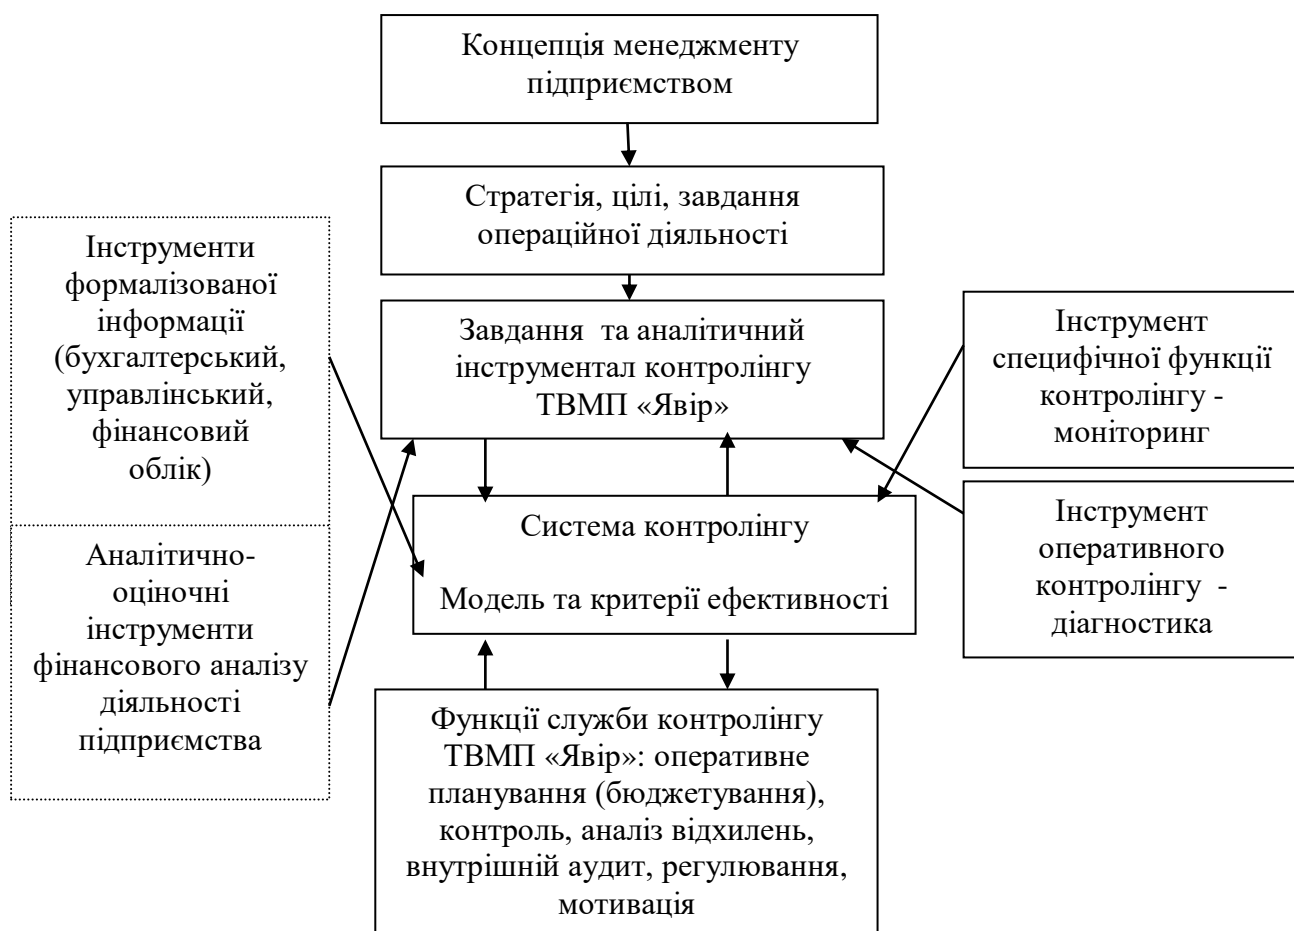 Концепція менеджменту
підприємством
Стратегія, цілі, завдання
операційної діяльності
Інструменти
формалізованої
інформації
(бухгалтерський,
управлінський,
фінансовий
облік)
Завдання та аналітичний
інструментал контролінгу
ТВМП «Явір»
Інструмент
специфічної функції
контролінгу -
моніторинг
Аналітично-
оціночні
інструменти
фінансового аналізу
діяльності
підприємства
Система контролінгу
Модель та критерії ефективності
Інструмент
оперативного
контролінгу -
діагностика
Функції служби контролінгу
ТВМП «Явір»: оперативне
планування (бюджетування),
контроль, аналіз відхилень,
внутрішній аудит, регулювання,
мотивація